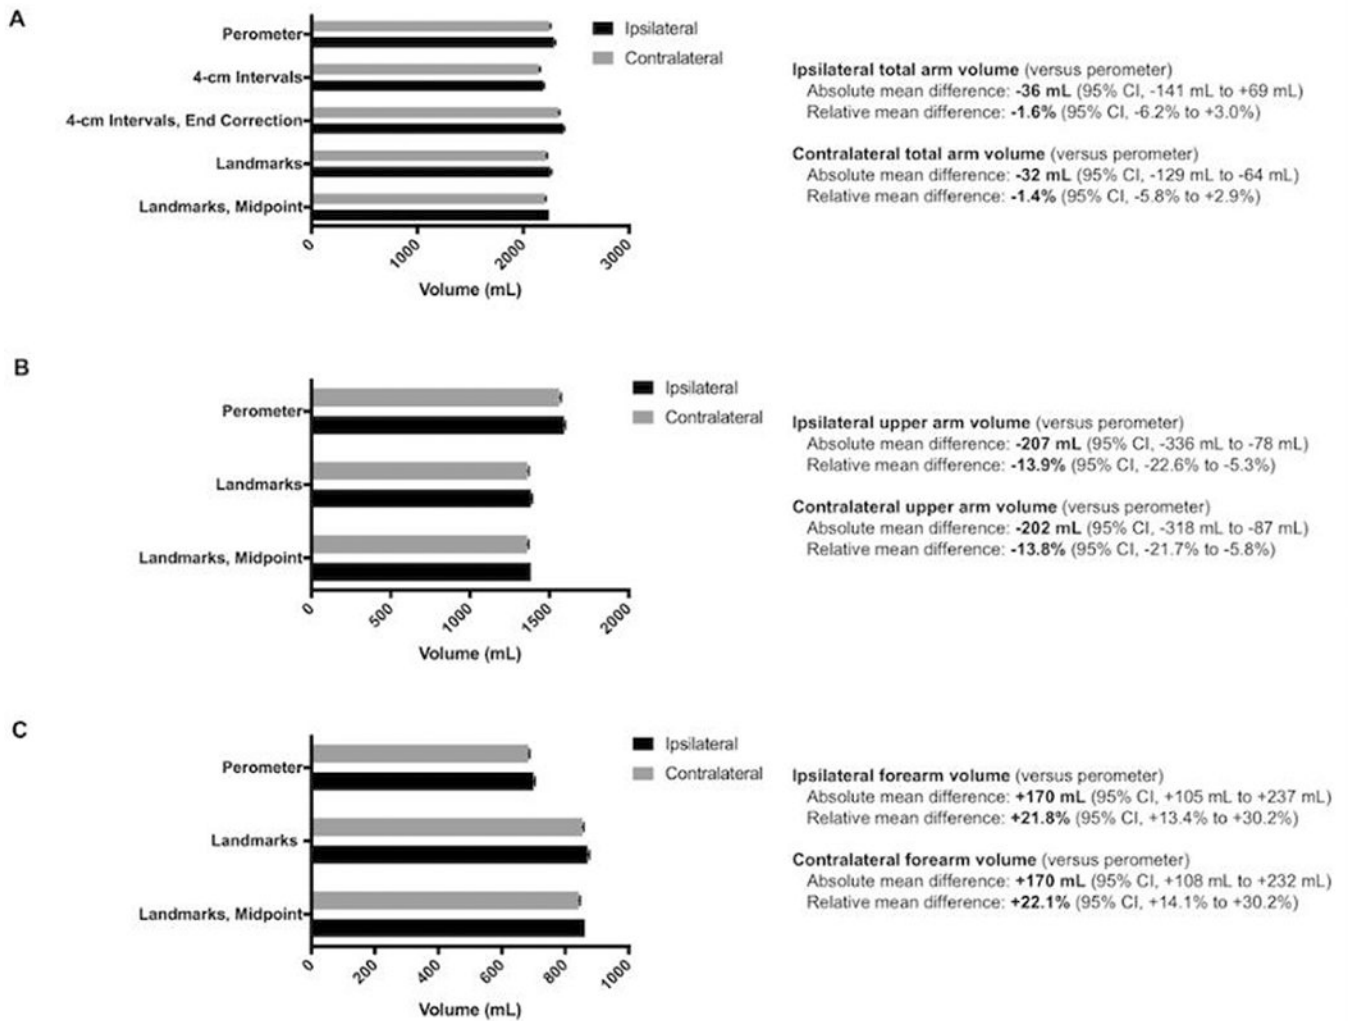 A
Ipsilateral
Contralateral
Perometer
4-cm Intervals
4-cm Intervals, End Correction
Landmarks
Landmarks, Midpoint
0 1000 2000 3000
Volume (mL)
Ipsilateral total arm volume (versus perometer)
Absolute mean difference: -36 mL (95% CI, -141 mL to +69 mL)
Relative mean difference: -1.6% (95% CI, -6.2% to +3.0%)
Contralateral total arm volume (versus perometer)
Absolute mean difference: -32 mL (95% CI, -129 mL to -64 mL)
Relative mean difference: -1.4% (95% CI, -5.8% to +2.9%)
B
Ipsilateral
Contralateral
Perometer
Landmarks
Landmarks, Midpoint
0 500 1000 1500 2000
Volume (mL)
Ipsilateral upper arm volume (versus perometer)
Absolute mean difference: -207 mL (95% CI, -336 mL to -78 mL)
Relative mean difference: -13.9% (95% CI, -22.6% to -5.3%)
Contralateral upper arm volume (versus perometer)
Absolute mean difference: -202 mL (95% CI, -318 mL to -87 mL)
Relative mean difference: -13.8% (95% CI, -21.7% to -5.8%)
C
Ipsilateral
Contralateral
Perometer
Landmarks
Landmarks, Midpoint
0 200 400 600 800 1000
Volume (mL)
Ipsilateral forearm volume (versus perometer)
Absolute mean difference: +170 mL (95% CI, +105 mL to +237 mL)
Relative mean difference: +21.8% (95% CI, +13.4% to +30.2%)
Contralateral forearm volume (versus perometer)
Absolute mean difference: +170 mL (95% CI, +108 mL to +232 mL)
Relative mean difference: +22.1% (95% CI, +14.1% to +30.2%)